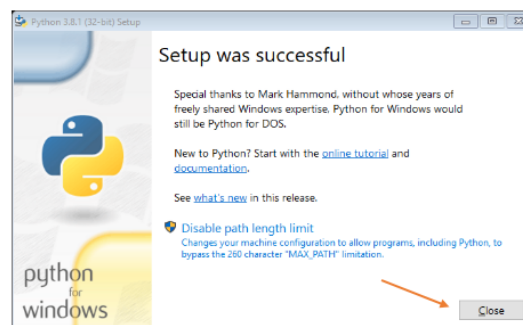 Python 3.8.1 (32-bit) Setup
Setup was successful
Special thanks to Mark Hammond, without whose years of
freely shared Windows expertise, Python for Windows would
still be Python for DOS.
New to Python? Start with the online tutorial and
documentation.
See what's new in this release.
Disable path length limit
Changes your machine configuration to allow programs, including Python, to
bypass the 260 character "MAX_PATH" limitation.
python
for
windows
Close